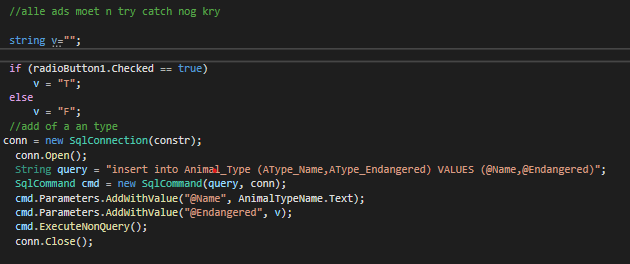 //alle ads moet n try catch nog kry
string v="";
if (radioButton1.Checked == true)
v = "T";
else
v = "F";
//add of a an type
conn = new SqlConnection(constr);
conn.Open();
String query = "insert into Animal_Type (AType_Name,AType_Endangered) VALUES (@Name,@Endangered)";
SqlCommand cmd = new SqlCommand(query, conn);
cmd.Parameters.AddWithValue("@Name", AnimalTypeName.Text);
cmd.Parameters.AddWithValue("@Endangered", v);
cmd.ExecuteNonQuery();
conn.Close();